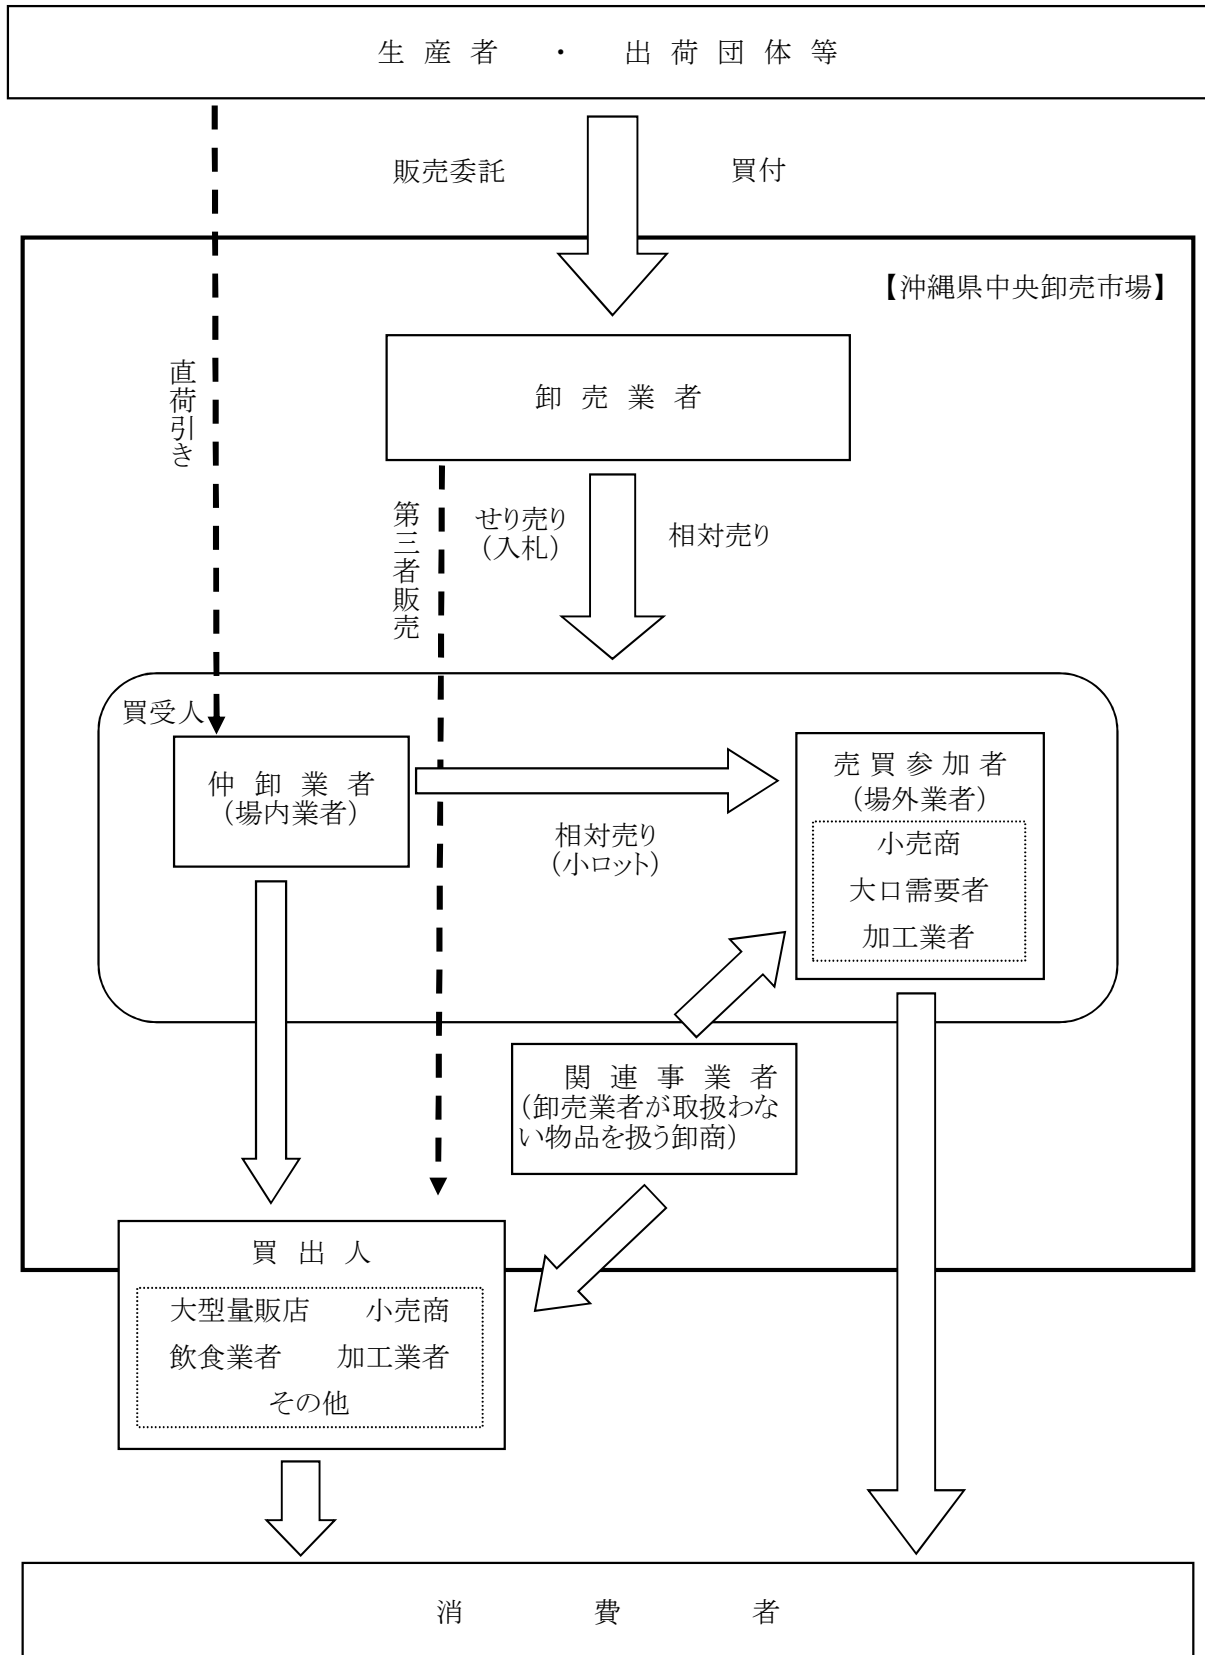 生産者・出荷団体等
販売委託
買付
【沖縄県中央卸売市場】
直荷引き
卸売業者
第三者販売
せり売り
(入札)
相対売り
買受人
仲卸業者
(場内業者)
相対売り
(小ロット)
売買参加者
(場外業者)
小売商
大口需要者
加工業者
関連事業者
(卸売業者が取扱わな
い物品を扱う卸商)
買出人
大型量販店 小売商
飲食業者 加工業者
その他
消費者